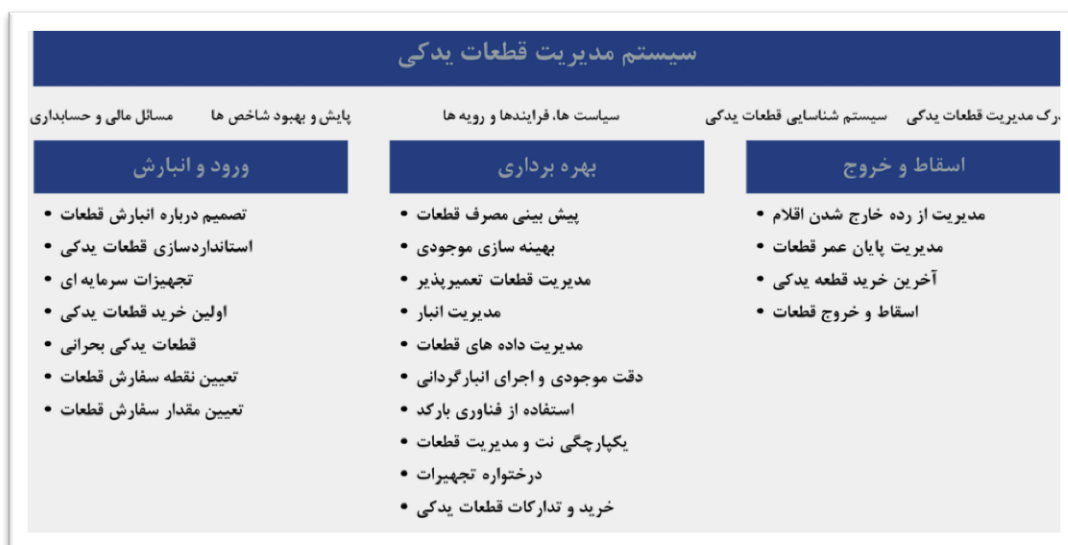 سیستم مدیریت قطعات یدکی
مدیریت قطعات یدکی سیستم شناسایی قطعات یدکی سیاست ها، فرایندها و رویه ها پایش و بهبود شاخص ها مسائل مالی و حسابداری
اسقاط و خروج
• مدیریت از رده خارج شدن اقلام
• مدیریت پایان عمر قطعات
• آخرین خرید قطعه یدکی
• اسقاط و خروج قطعات
بهره برداری
• پیش بینی مصرف قطعات
• بهینه سازی موجودی
• مدیریت قطعات تعمیرپذیر
• مدیریت انبار
• مدیریت داده های قطعات
• دقت موجودی و اجرای انبارگردانی
• استفاده از فناوری بارکد
• یکپارچگی نت و مدیریت قطعات
• درختواره تجهیرات
• خرید و تدارکات قطعات یدکی
ورود و انبارش
• تصمیم درباره انبارش قطعات
• استانداردسازی قطعات یدکی
• تجهیزات سرمایه ای
• اولین خرید قطعات یدکی
• قطعات یدکی بحرانی
• تعیین نقطه سفارش قطعات
• تعیین مقدار سفارش قطعات